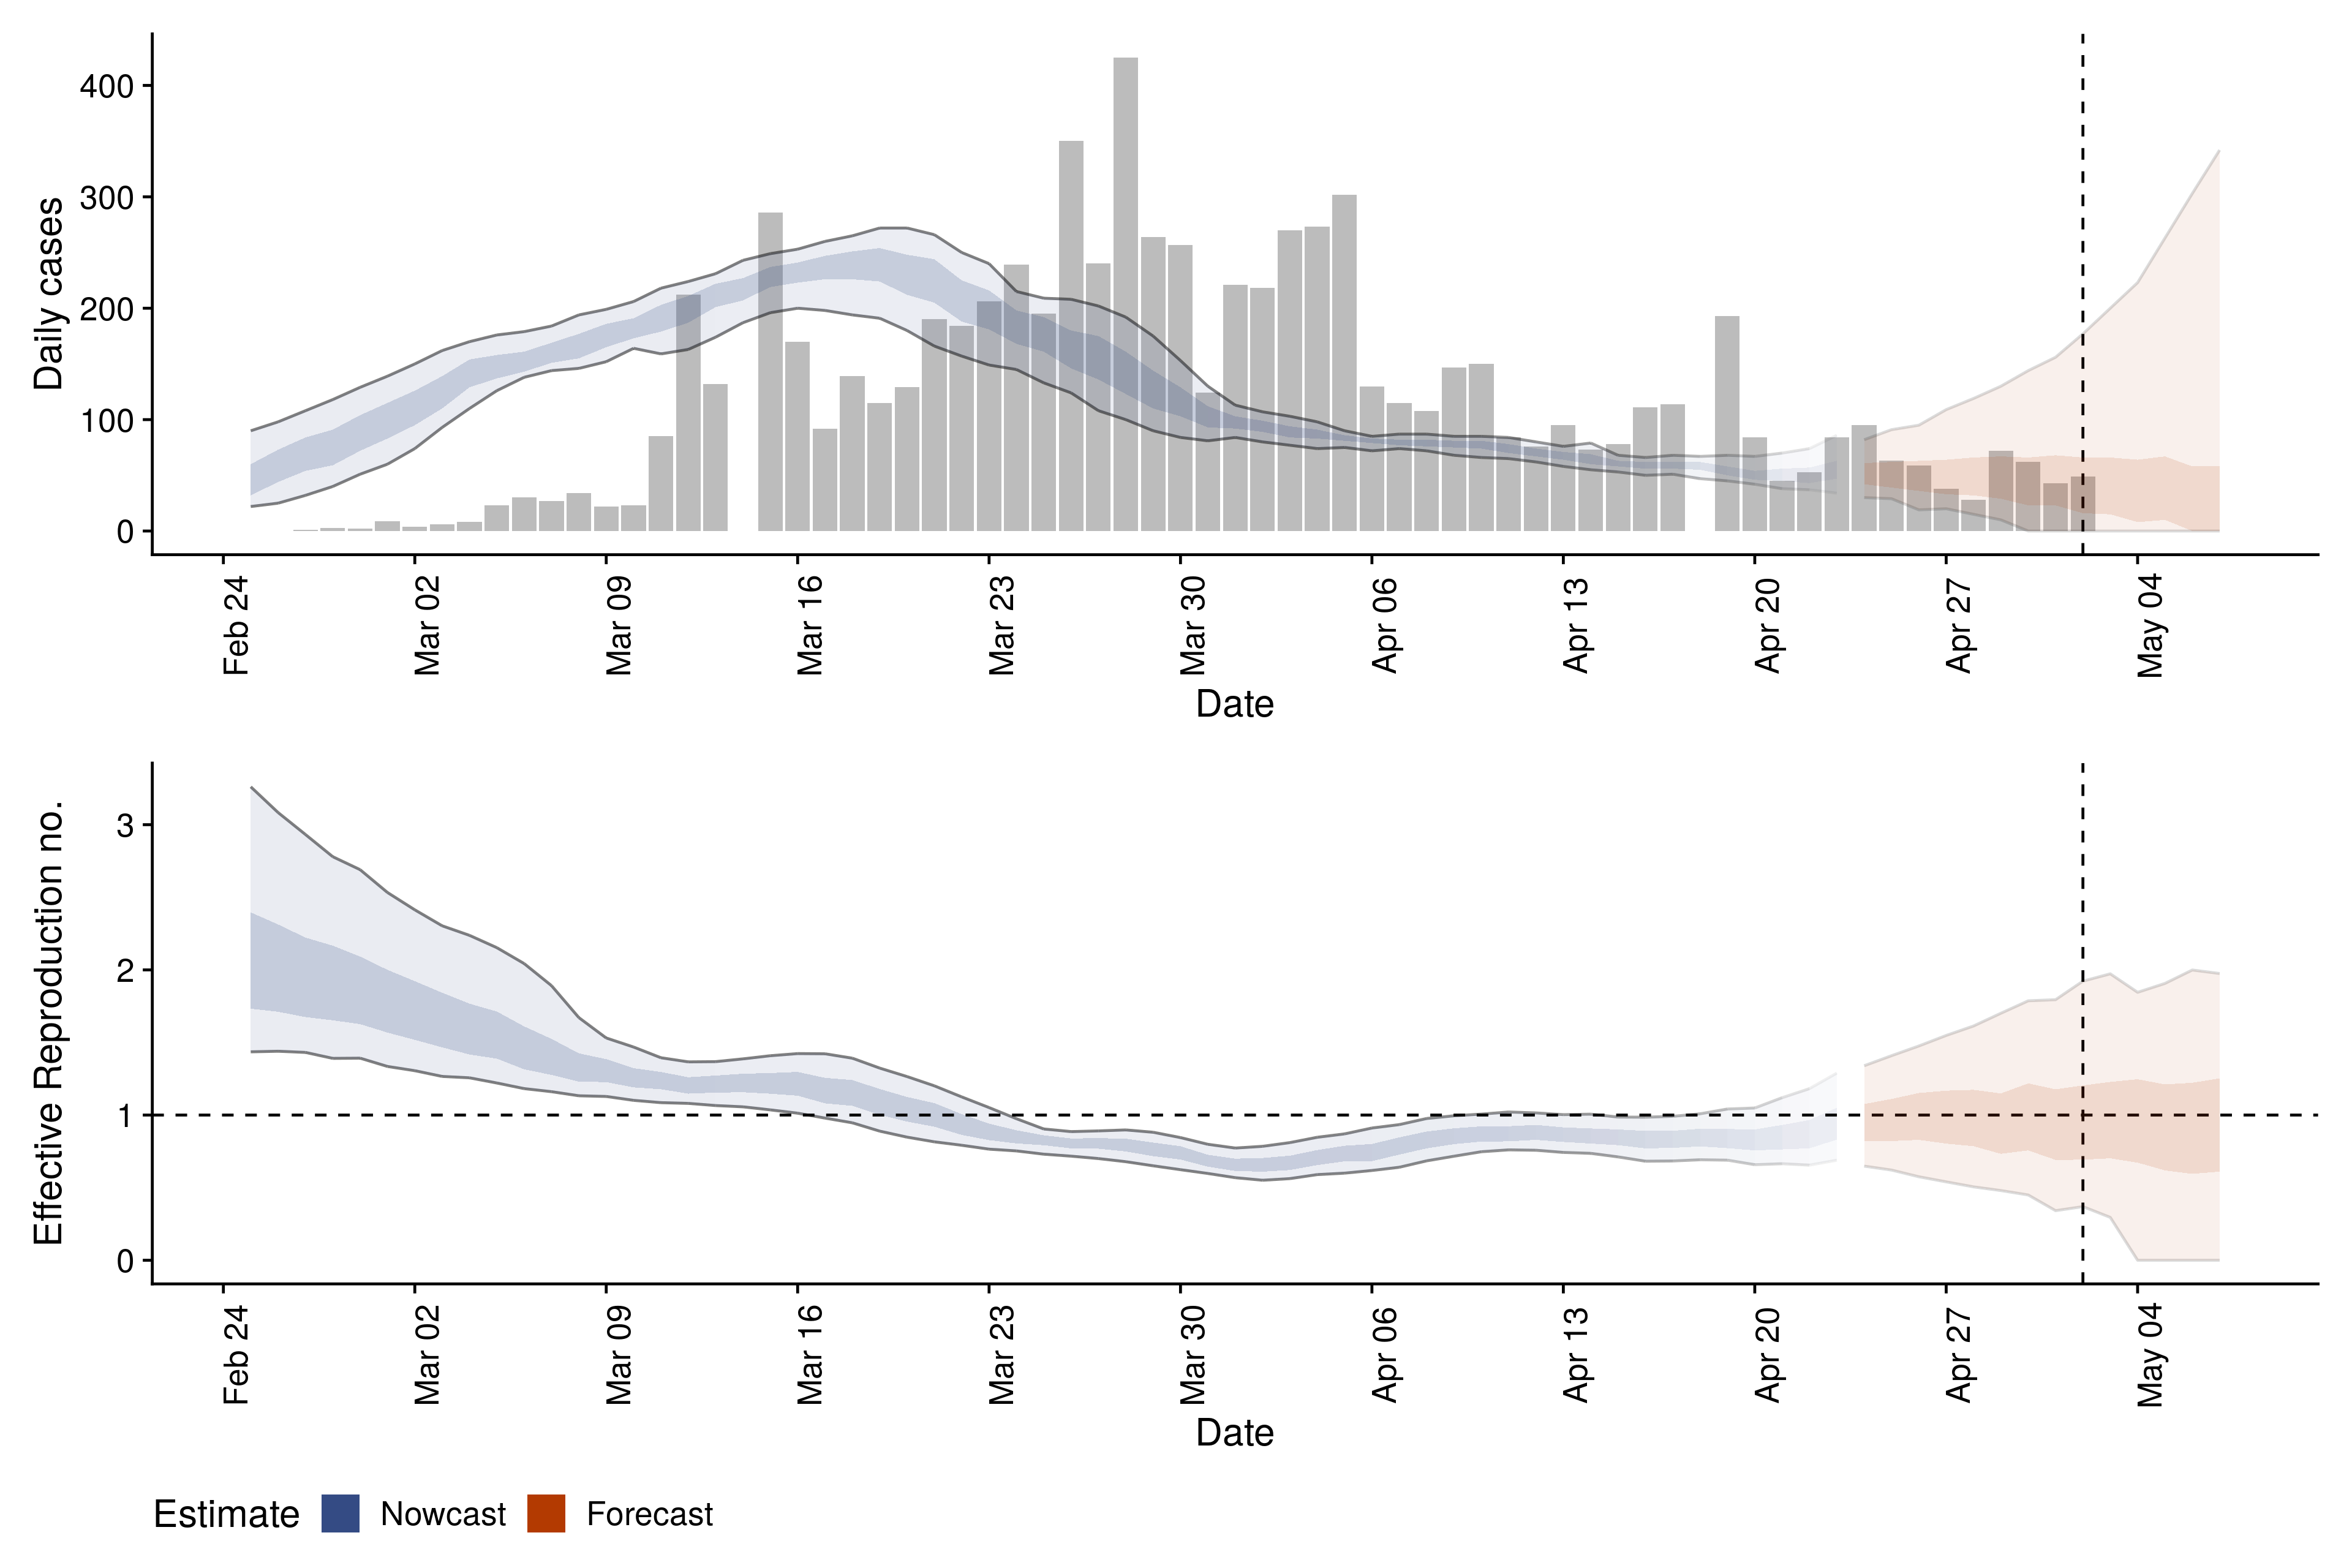 Daily cases
400
300
200
100
0
Feb 24
Mar 02
Mar 09
Mar 16
Mar 23
Mar 30
Apr 06
Apr 13
Apr 20
Apr 27
May 04
Date
Effective Reproduction no.
3
2
1
0
Feb 24
Mar 02
Mar 09
Mar 16
Mar 23
Mar 30
Apr 06
Apr 13
Apr 20
Apr 27
May 04
Date
Estimate Nowcast Forecast